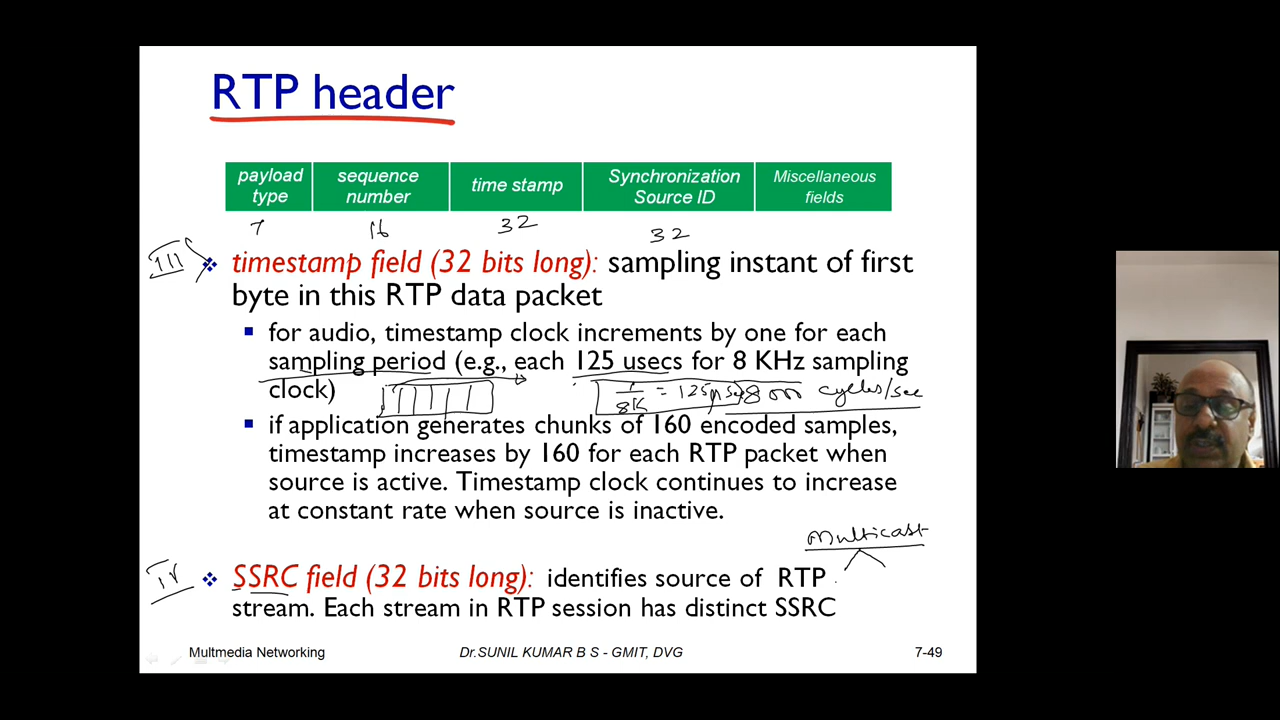 RTP header
payload type
sequence number
time stamp
Synchronization Source ID
Miscellaneous fields
7 16 32 32
III
timestamp field (32 bits long): sampling instant of first
byte in this RTP data packet
for audio, timestamp clock increments by one for each
sampling period (e.g., each 125 usecs for 8 KHz sampling
clock)
1/8K = 125μsec
8000 cycles/sec
if application generates chunks of 160 encoded samples,
timestamp increases by 160 for each RTP packet when
source is active. Timestamp clock continues to increase
at constant rate when source is inactive.
Multicast
IV
SSRC field (32 bits long): identifies source of RTP
stream. Each stream in RTP session has distinct SSRC
Multmedia Networking
Dr.SUNIL KUMAR B S - GMIT, DVG
7-49